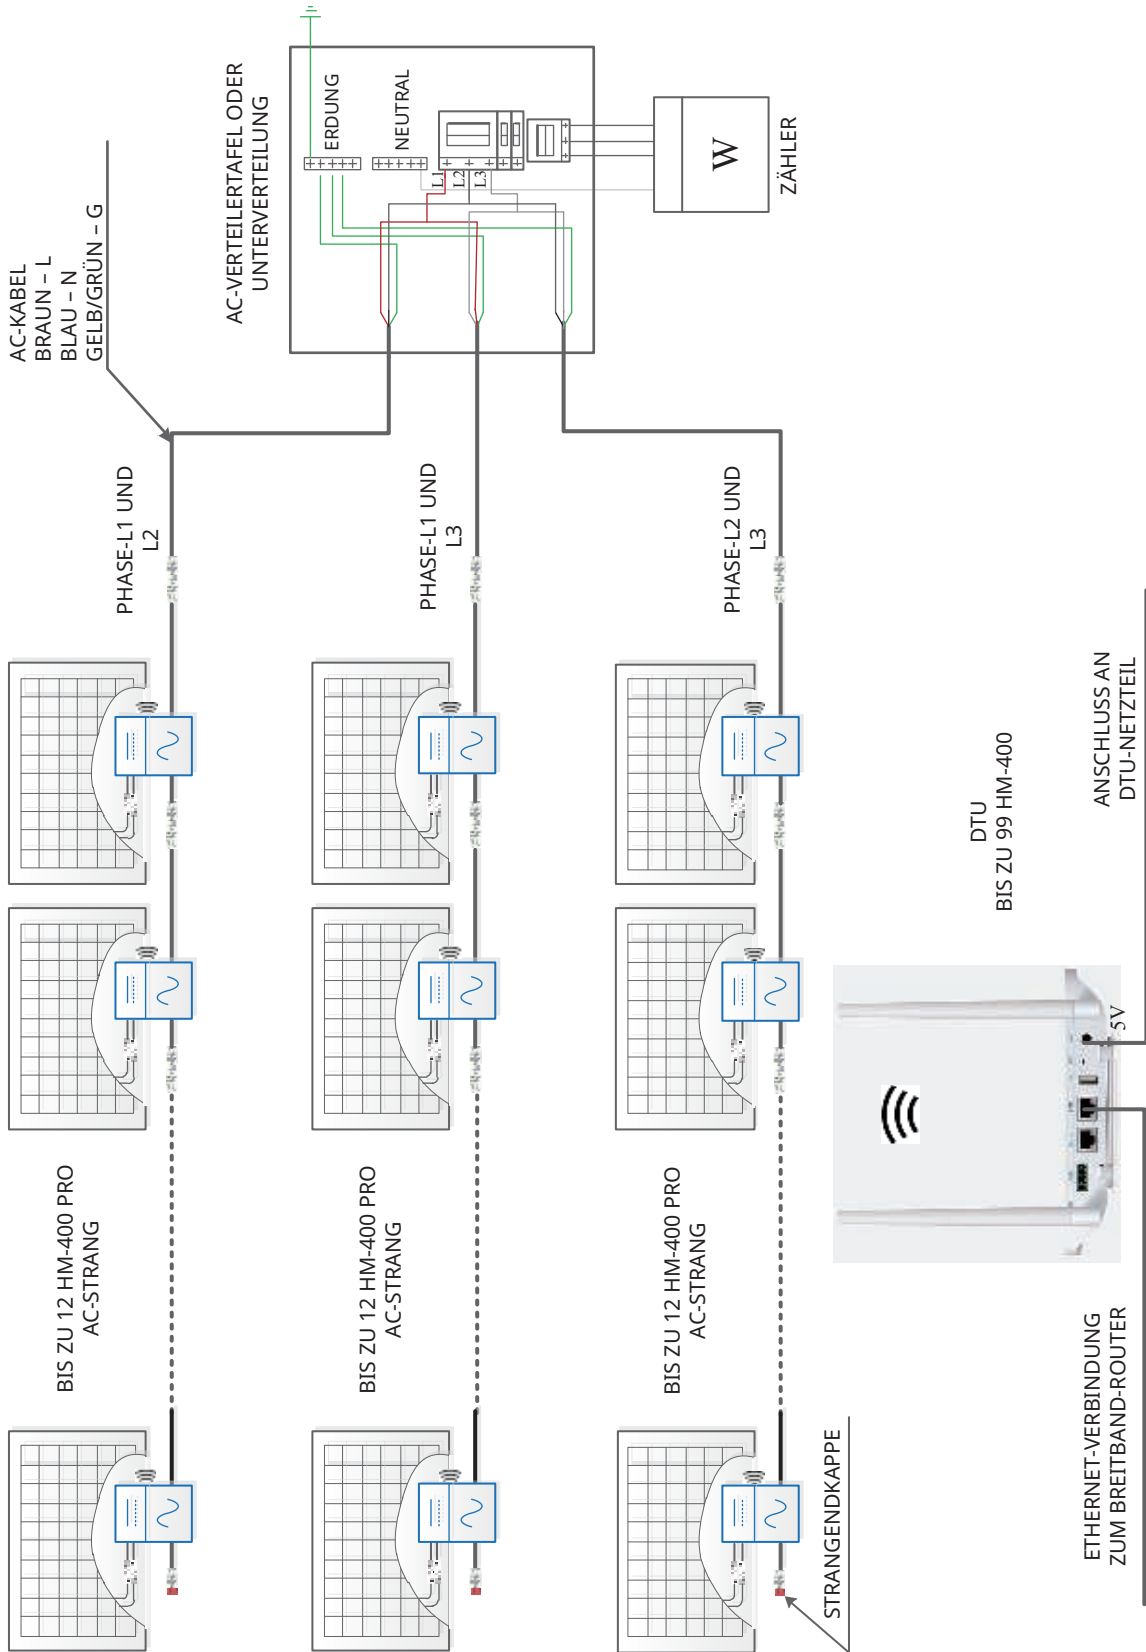 AC-KABEL
BRAUN – L
BLAU – N
GELB/GRÜN – G
AC-VERTEILERTAFEL ODER
UNTERVERTEILUNG
ERDUNG
NEUTRAL
L1
L2
L3
W
ZÄHLER
PHASE-L1 UND
L2
PHASE-L1 UND
L3
PHASE-L2 UND
L3
BIS ZU 12 HM-400 PRO
AC-STRANG
BIS ZU 12 HM-400 PRO
AC-STRANG
BIS ZU 12 HM-400 PRO
AC-STRANG
STRANGENDKAPPE
DTU
BIS ZU 99 HM-400
ANSCHLUSS AN
DTU-NETZTEIL
5V
ETHERNET-VERBINDUNG
ZUM BREITBAND-ROUTER